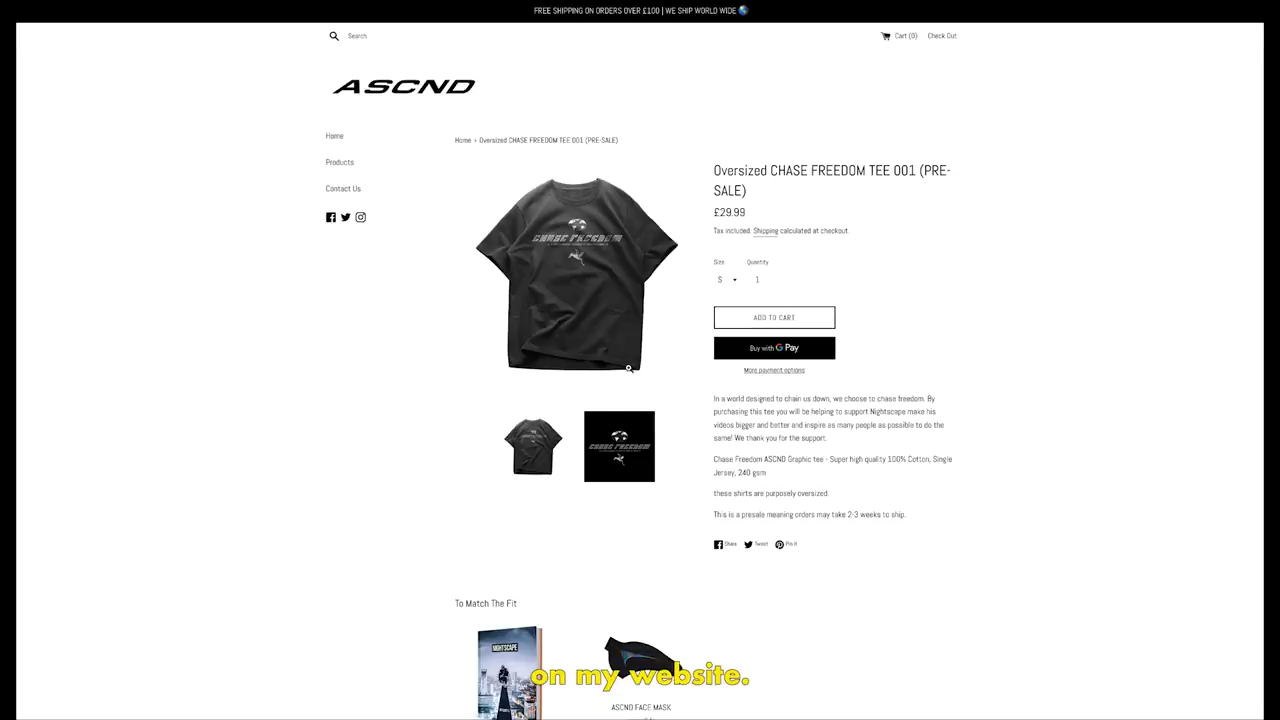 FREE SHIPPING ON ORDERS OVER £100 | WE SHIP WORLD WIDE
Search
Cart (0)
Check Out
ASCND
Home
Products
Contact Us
Home › Oversized CHASE FREEDOM TEE 001 (PRE-SALE)
CHASE FREEDOM
Oversized CHASE FREEDOM TEE 001 (PRE-
SALE)
£29.99
Tax included. Shipping calculated at checkout.
Size
Quantity
S
1
ADD TO CART
Buy with G Pay
More payment options
CHASE FREEDOM
CHASE FREEDOM
In a world designed to chain us down, we choose to chase freedom. By
purchasing this tee you will be helping to support Nightscape make his
videos bigger and better and inspire as many people as possible to do the
same! We thank you for the support.
Chase Freedom ASCND Graphic tee - Super high quality 100% Cotton, Single
Jersey, 240 gsm
these shirts are purposely oversized.
This is a presale meaning orders may take 2-3 weeks to ship.
Share
Tweet
Pin it
To Match The Fit
NIGHTSCAPE
on my website.
ASCND FACE MASK